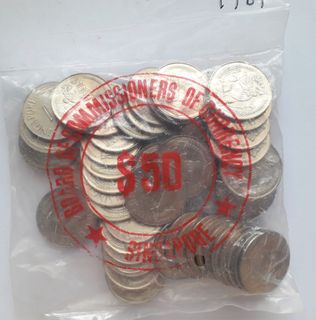 BOARD OF COMMISSIONERS OF CURRENCY
$50
★ SINGAPORE ★